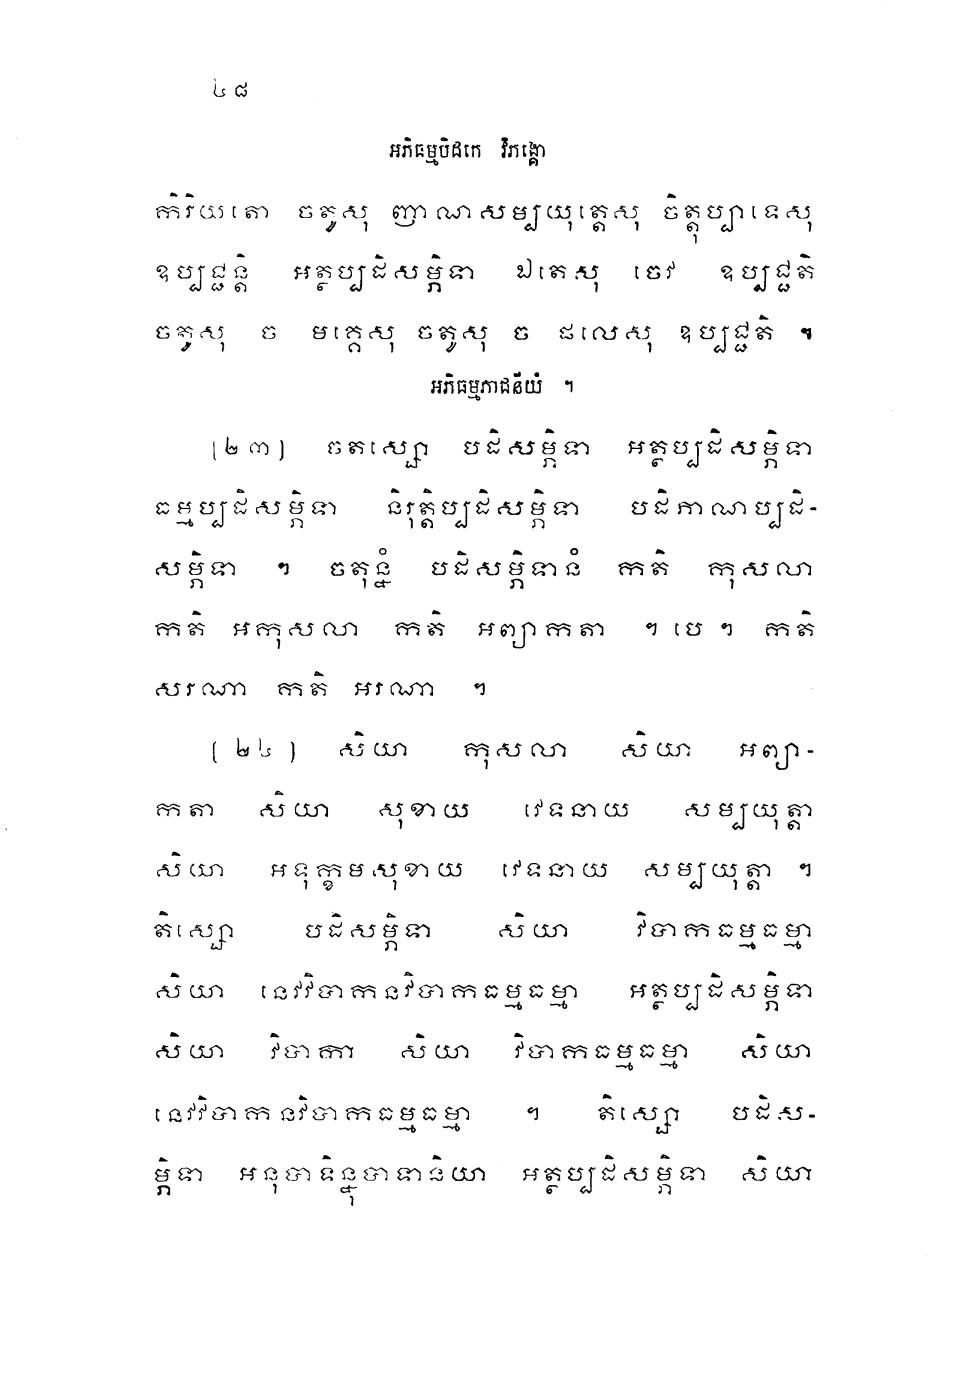 ៤៨
អភិធម្មបិដកេ វិភង្គោ
កិរិយតោ ចតូសុ ញាណសម្បយុត្តេសុ ចិត្តុប្បាទេសុ
ឧប្បជ្ជន្តិ អត្ថប្បដិសម្ភិទា ឯតេសុ ចេវ ឧប្បជ្ជតិ
ចតូសុ ច មគ្គេសុ ចតូសុ ច ផលេសុ ឧប្បជ្ជតិ ។
អភិធម្មភាជនីយំ ។
(២៣) ចតស្សោ បដិសម្ភិទា អត្ថប្បដិសម្ភិទា
ធម្មប្បដិសម្ភិទា និរុត្តិប្បដិសម្ភិទា បដិភាណប្បដិ-
សម្ភិទា ។ ចតុន្នំ បដិសម្ភិទានំ កតិ កុសលា
កតិ អកុសលា កតិ អព្យាកតា ។ បេ ។ កតិ
សរណា កតិ អរណា ។
(២៤) សិយា កុសលា សិយា អព្យា-
កតា សិយា សុខាយ វេទនាយ សម្បយុត្តា
សិយា អទុក្ខមសុខាយ វេទនាយ សម្បយុត្តា ។
តិស្សោ បដិសម្ភិទា សិយា វិបាកធម្មធម្មា
សិយា នេវវិបាកនវិបាកធម្មធម្មា អត្ថប្បដិសម្ភិទា
សិយា វិបាកា សិយា វិបាកធម្មធម្មា សិយា
នេវវិបាកនវិបាកធម្មធម្មា ។ តិស្សោ បដិស-
ម្ភិទា អនុបាទិន្នុបាទានិយា អត្ថប្បដិសម្ភិទា សិយា